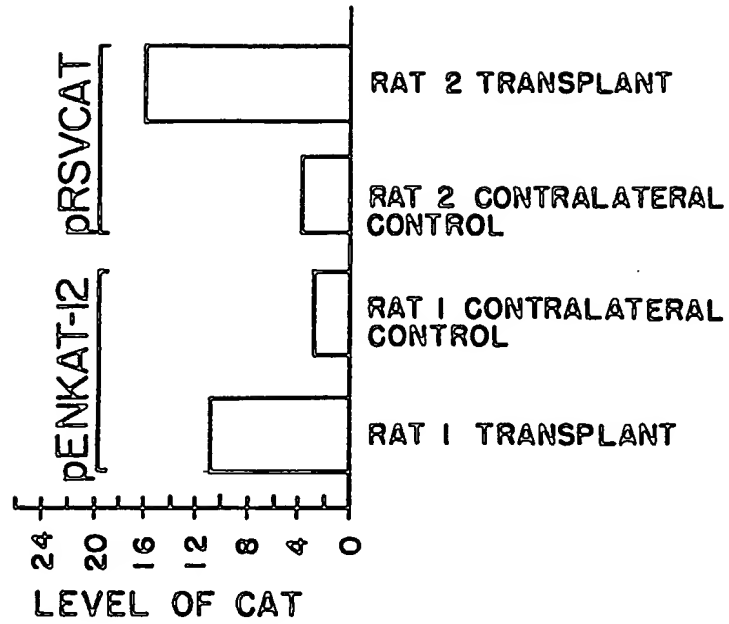 pRSVCAT
RAT 2 TRANSPLANT
RAT 2 CONTRALATERAL
CONTROL
pENKAT-12
RAT 1 CONTRALATERAL
CONTROL
RAT 1 TRANSPLANT
24 20 16 12 8 4 0
LEVEL OF CAT